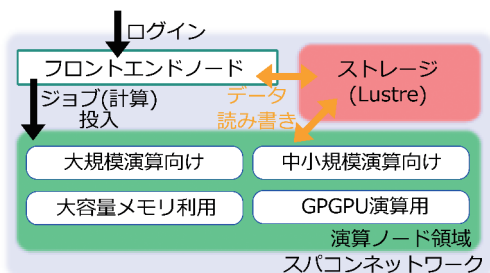 ログイン
フロントエンドノード
ストレージ
(Lustre)
ジョブ(計算)
投入
データ
読み書き
大規模演算向け
中小規模演算向け
大容量メモリ利用
GPGPU演算用
演算ノード領域
スパコンネットワーク